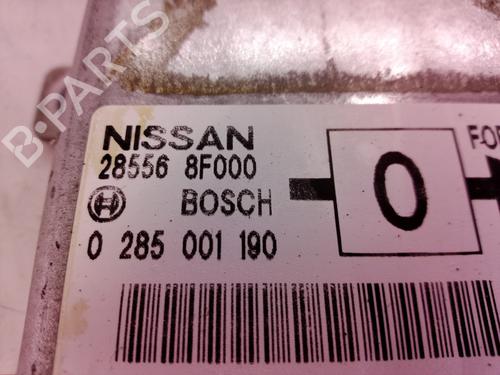 B-PARTS
NISSAN
28556 8F000
BOSCH
0 285 001 190
0